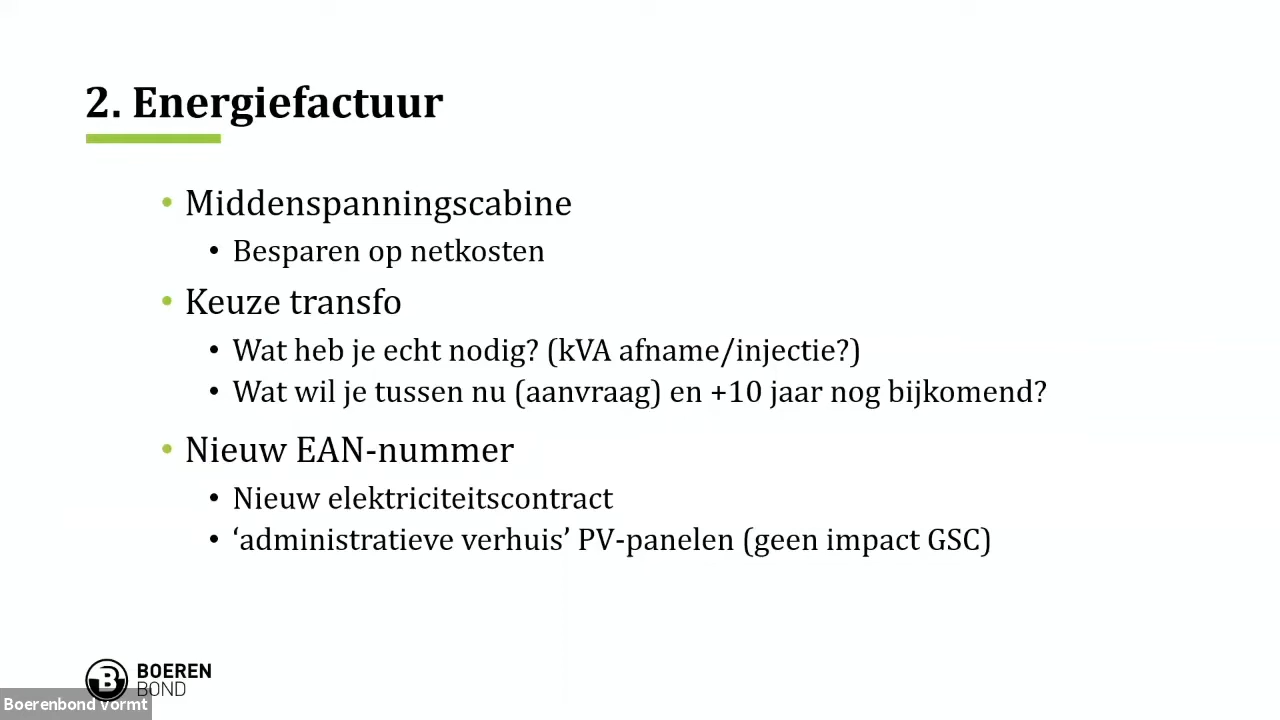 2. Energiefactuur
• Middenspanningscabine
• Besparen op netkosten
• Keuze transfo
• Wat heb je echt nodig? (kVA afname/injectie?)
• Wat wil je tussen nu (aanvraag) en +10 jaar nog bijkomend?
• Nieuw EAN-nummer
• Nieuw elektriciteitscontract
• ‘administratieve verhuis’ PV-panelen (geen impact GSC)
B BOEREN
BOND
Boerenbond Vormt